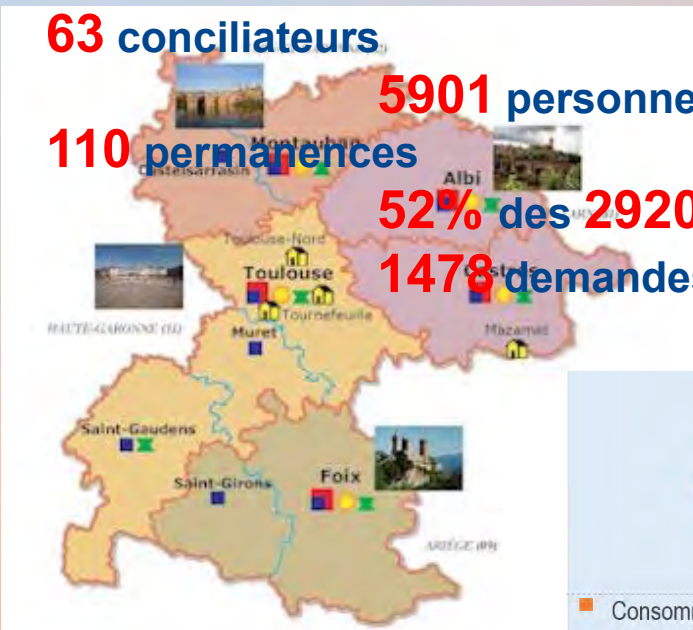 63 conciliateurs
5901 personne
110 permanences
Montauban
Castelsarrasin
Albi
52% des 2920
Toulouse-Nord
Toulouse
1478 demandes
Castres
Tournefeuille
HAUTE-GARONNE (31)
Muret
Mazamet
Saint-Gaudens
Saint-Girons
Foix
ARIÈGE (09)
Consomm